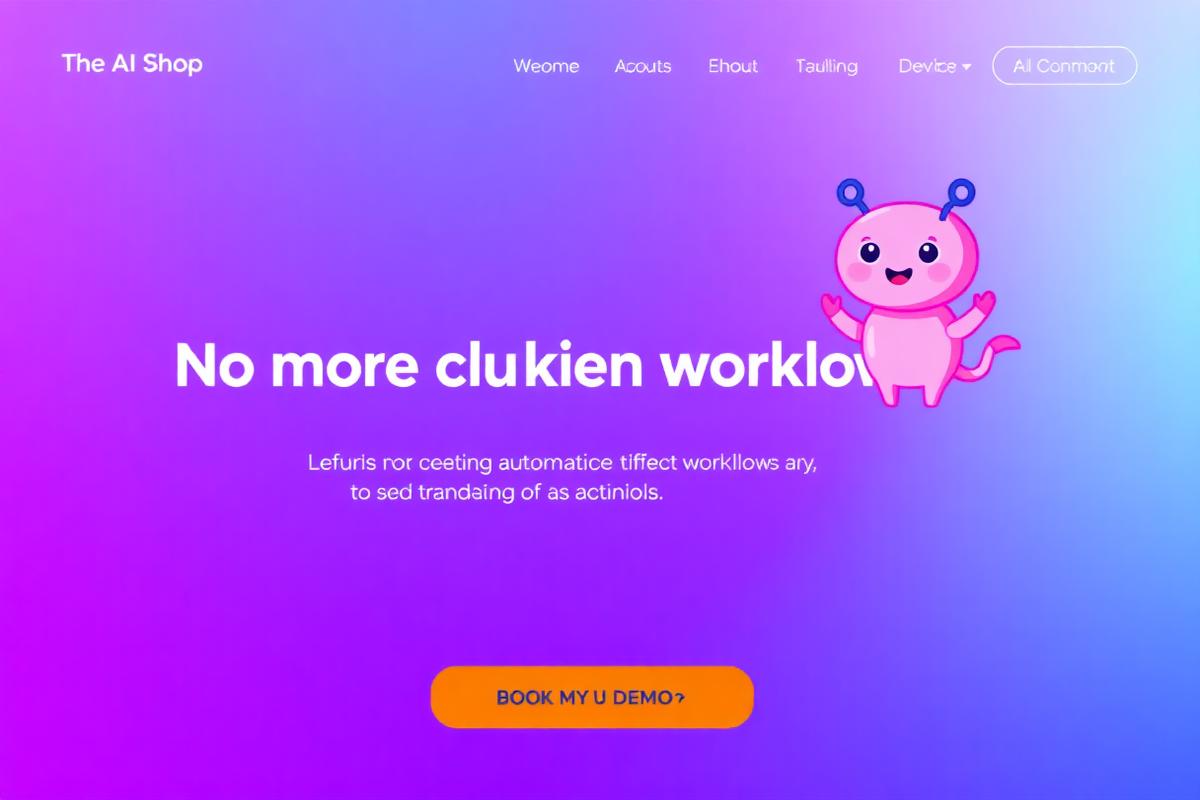 The AI Shop
Weome Acouts Ehout Taulling Device All Conmont
No more clukien worklov
Lefuris ror ceeting automatice tiffect workllows ary,
to sed trandaing of as actiniols.
BOOK MY U DEMO?